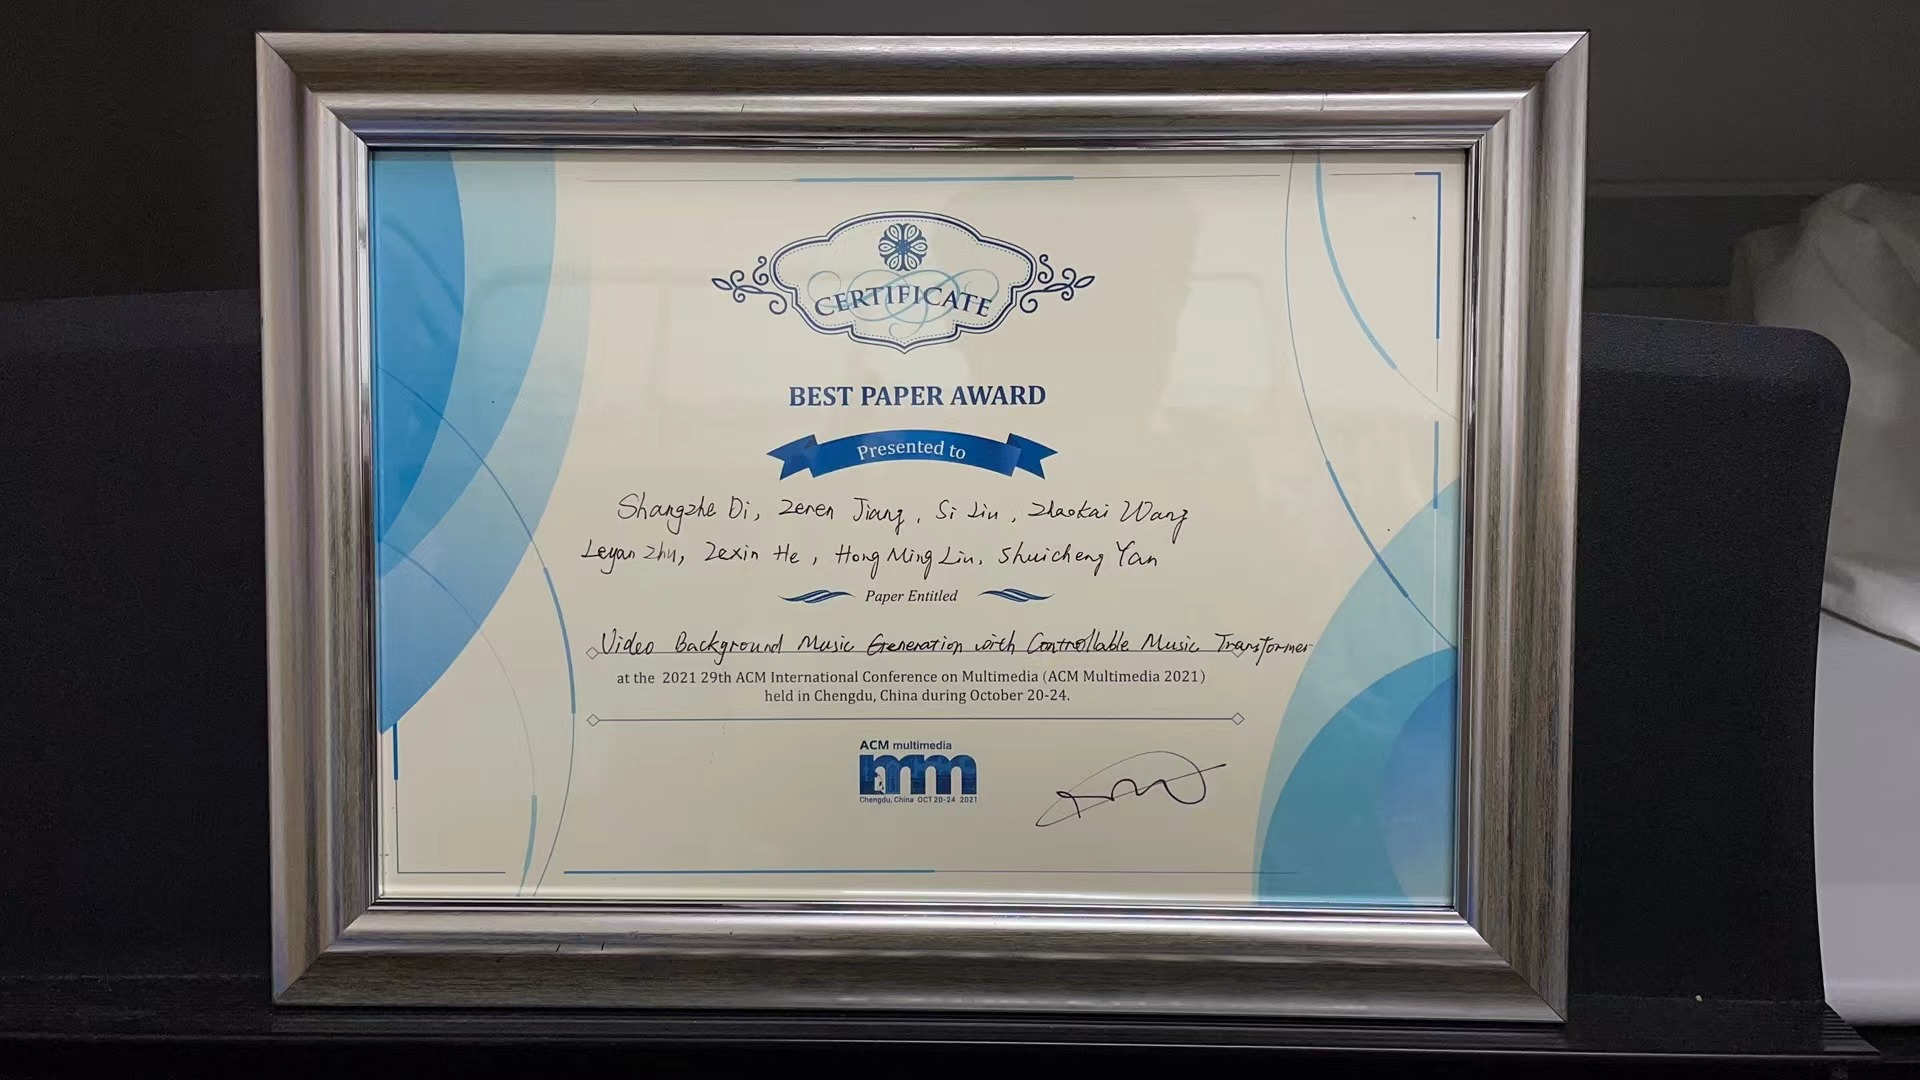 CERTIFICATE
BEST PAPER AWARD
Presented to
Shangzhe Di, Zeren Jiang, Si Liu, Zhaokai Wang
Leyan Zhu, Zexin He, Hong Ming Liu, Shuicheng Yan
Paper Entitled
Video Background Music Generation with Controllable Music Transformer
at the 2021 29th ACM International Conference on Multimedia (ACM Multimedia 2021)
held in Chengdu, China during October 20-24.
ACM multimedia
mm
Chengdu, China OCT 20-24 2021